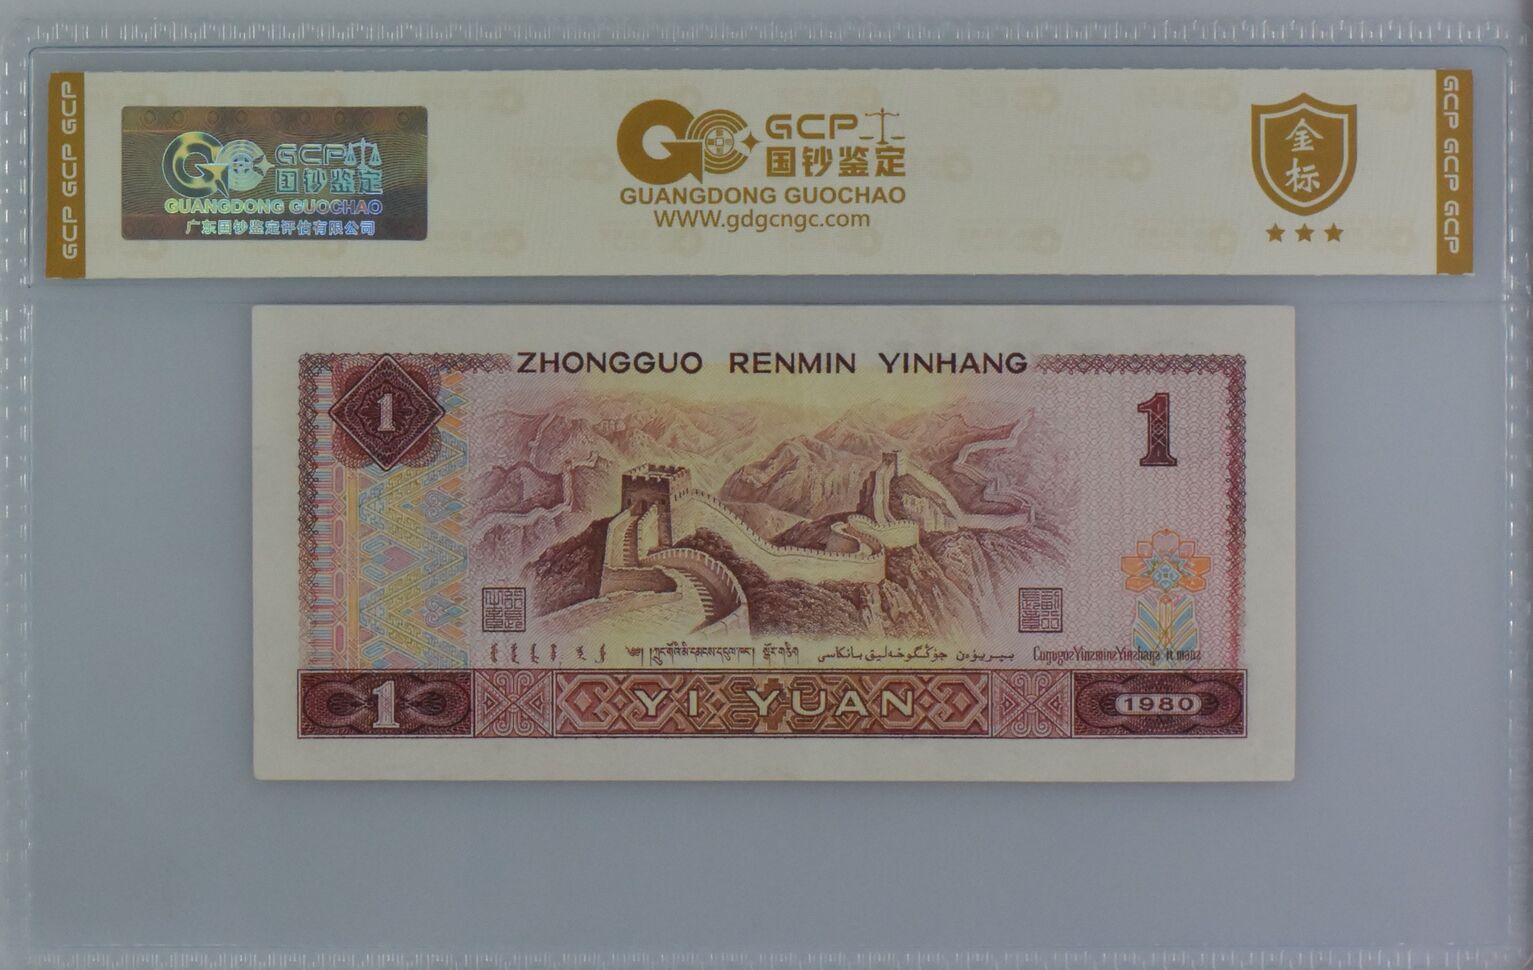 GCP GCP GCP
GCP
国钞鉴定
GUANGDONG GUOCHAO
广东国钞鉴定评估有限公司
GCP
国钞鉴定
GUANGDONG GUOCHAO
WWW.gdgcngc.com
金
标
GCP GCP GCP
ZHONGGUO RENMIN YINHANG
1
1
1
YI YUAN
1980